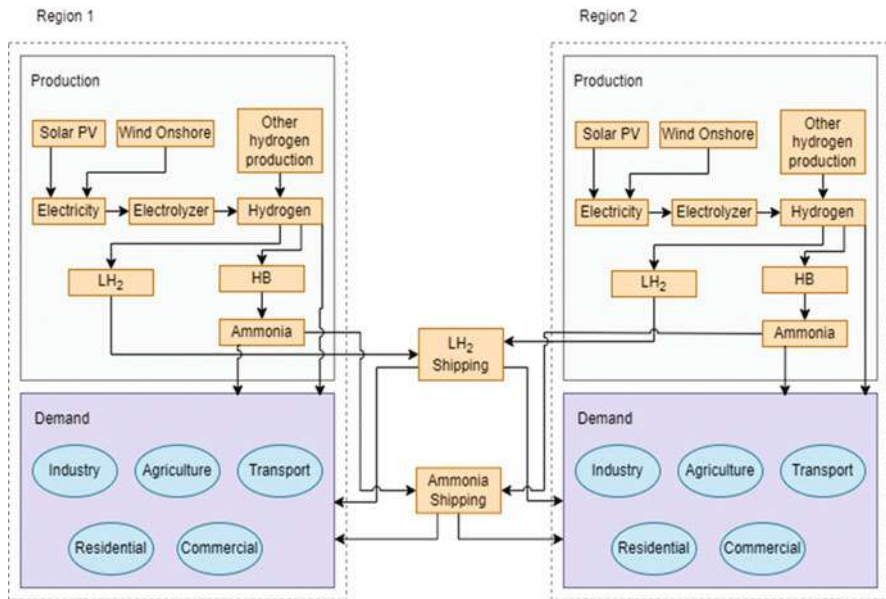 Region 1
Region 2
Production
Solar PV
Wind Onshore
Other
hydrogen
production
Electricity
Electrolyzer
Hydrogen
LH2
HB
Ammonia
Demand
Industry
Agriculture
Transport
Residential
Commercial
LH2
Shipping
Ammonia
Shipping
Production
Solar PV
Wind Onshore
Other
hydrogen
production
Electricity
Electrolyzer
Hydrogen
LH2
HB
Ammonia
Demand
Industry
Agriculture
Transport
Residential
Commercial